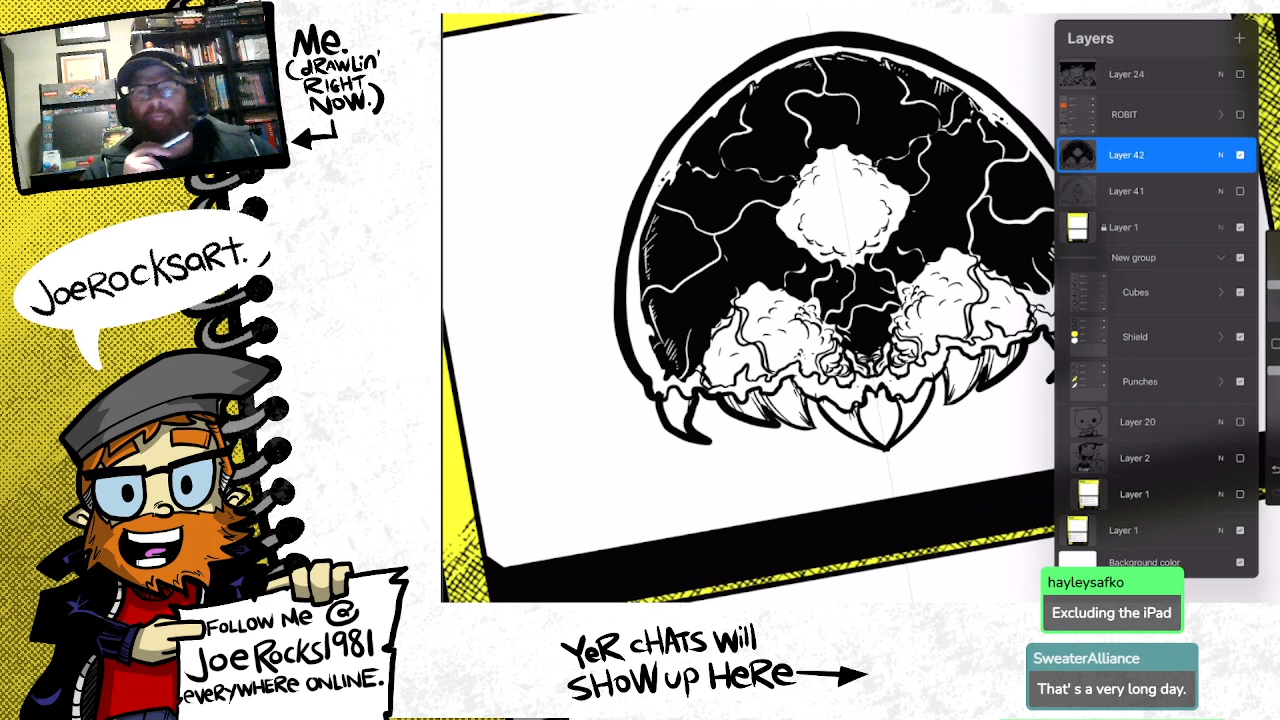 Me.
(drawlin'
right
now.)
JoeRocksart.
Follow me @
JoeRocks1981
everywhere online.
Yer chats will
show up here
Layers
+
Layer 24 N
ROBIT
Layer 42 N
Layer 41 N
Layer 1 N
New group
Cubes
Shield
Punches
Layer 20 N
Layer 2 N
Layer 1 N
Layer 1 N
Background color
hayleysafko
Excluding the iPad
SweaterAlliance
That' s a very long day.